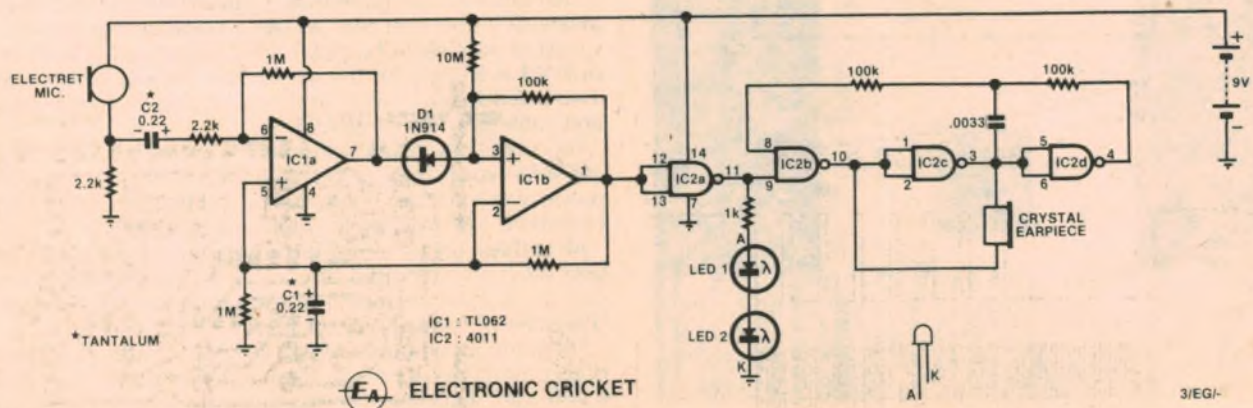 ELECTRET
MIC.
*
C2
0.22
- +
2.2k
2.2k
1M
6
-
5
+
IC1a
8
4
7
D1
1N914
10M
100k
3
+
2
-
IC1b
1
1M
1M
*
C1
0.22
+
-
*TANTALUM
IC1 : TL062
IC2 : 4011
12
13
IC2a
14
7
11
1k
A
LED 1
λ
LED 2
λ
K
100k
8
9
IC2b
10
1
2
IC2c
3
.0033
100k
5
6
IC2d
4
CRYSTAL
EARPIECE
+
9V
-
A
K
EA ELECTRONIC CRICKET
3/EG/-